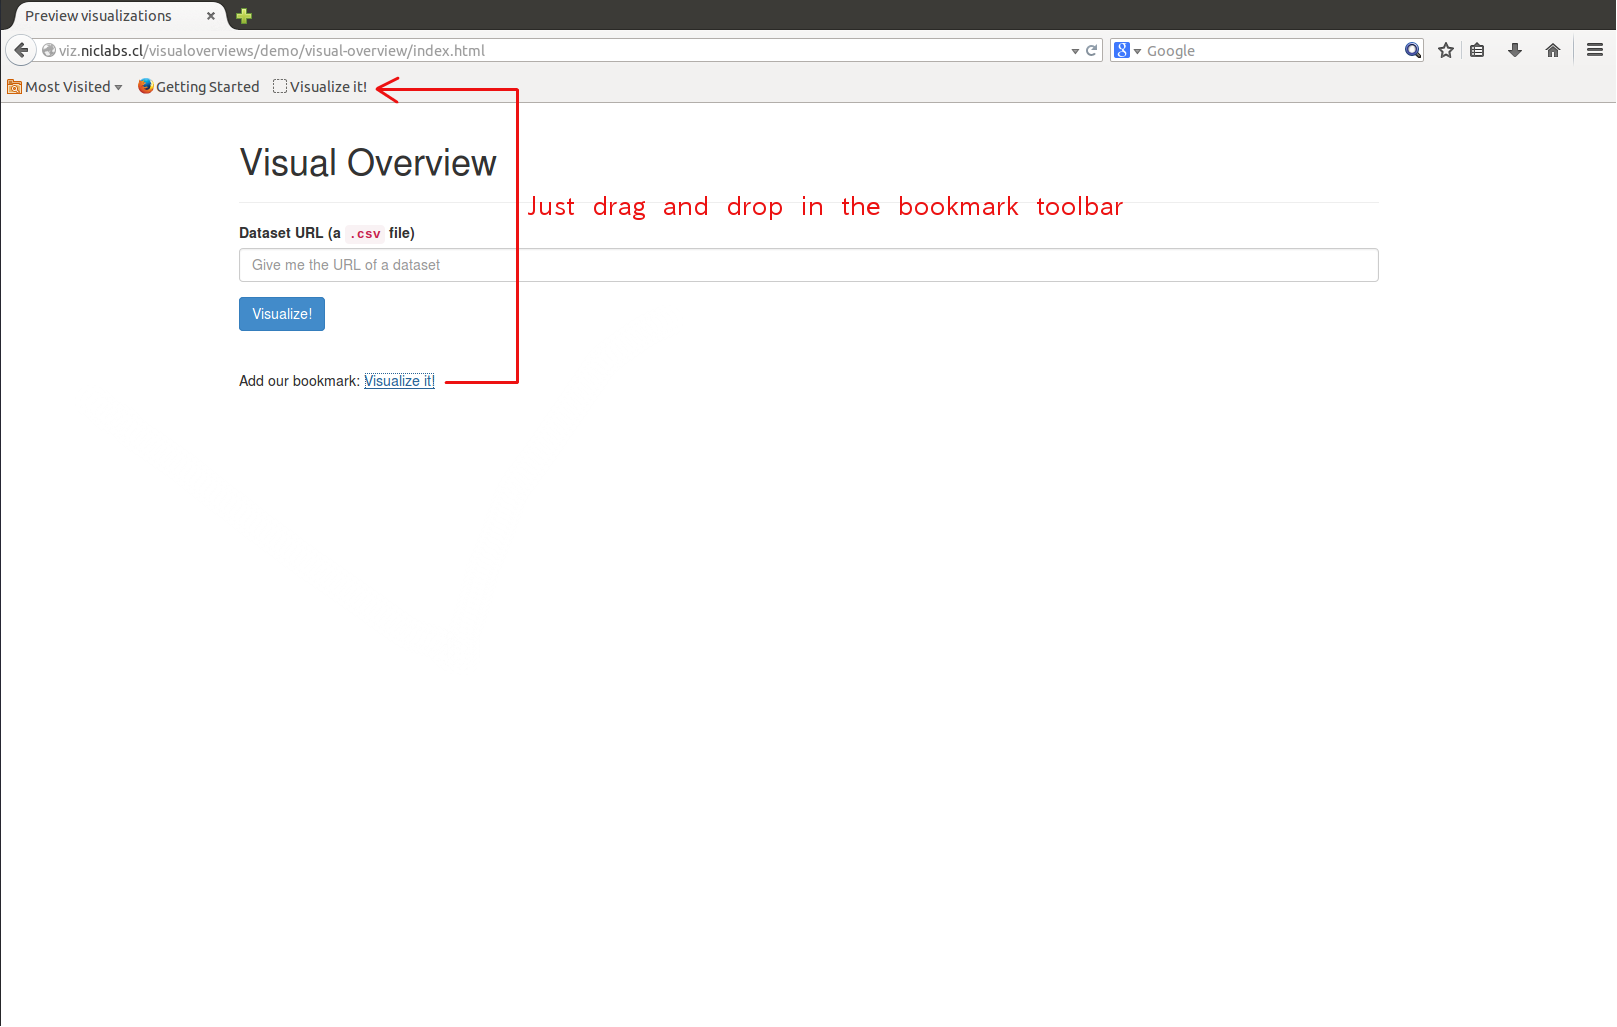 Preview visualizations
viz.niclabs.cl/visualoverviews/demo/visual-overview/index.html
8 Google
Most Visited Getting Started Visualize it!
Visual Overview
Just drag and drop in the bookmark toolbar
Dataset URL (a .csv file)
Give me the URL of a dataset
Visualize!
Add our bookmark: Visualize it!